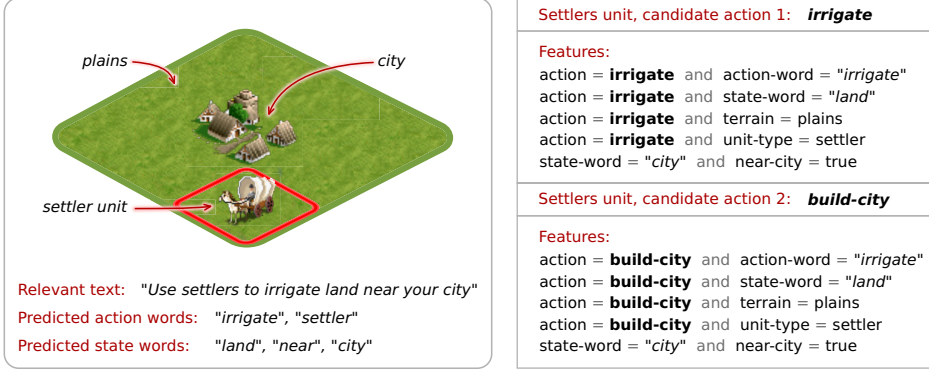 plains
city
settler unit
Relevant text: "Use settlers to irrigate land near your city"
Predicted action words: "irrigate", "settler"
Predicted state words: "land", "near", "city"
Settlers unit, candidate action 1: irrigate
Features:
action = irrigate and action-word = "irrigate"
action = irrigate and state-word = "land"
action = irrigate and terrain = plains
action = irrigate and unit-type = settler
state-word = "city" and near-city = true
Settlers unit, candidate action 2: build-city
Features:
action = build-city and action-word = "irrigate"
action = build-city and state-word = "land"
action = build-city and terrain = plains
action = build-city and unit-type = settler
state-word = "city" and near-city = true